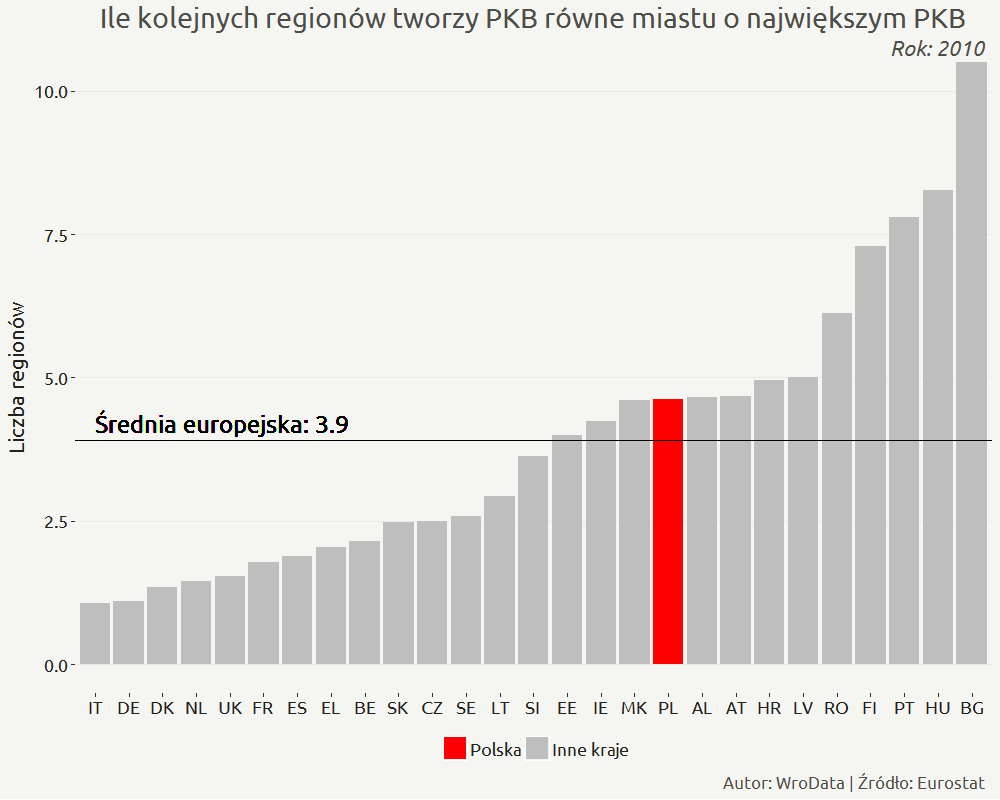 Ile kolejnych regionów tworzy PKB równe miastu o największym PKB
Rok: 2010
Liczba regionów
10.0
7.5
5.0
2.5
0.0
Średnia europejska: 3.9
IT DE DK NL UK FR ES EL BE SK CZ SE LT SI EE IE MK PL AL AT HR LV RO FI PT HU BG
Polska Inne kraje
Autor: WroData | Źródło: Eurostat